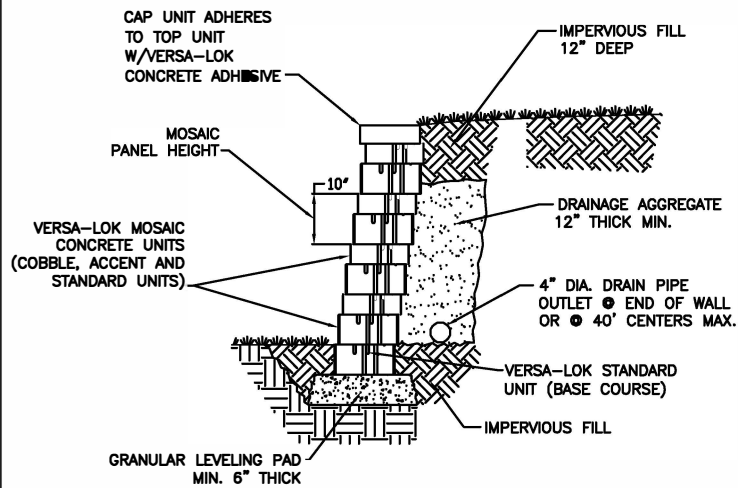 CAP UNIT ADHERES
TO TOP UNIT
W/VERSA-LOK
CONCRETE ADHESIVE
IMPERVIOUS FILL
12" DEEP
MOSAIC
PANEL HEIGHT
10"
DRAINAGE AGGREGATE
12" THICK MIN.
VERSA-LOK MOSAIC
CONCRETE UNITS
(COBBLE, ACCENT AND
STANDARD UNITS)
4" DIA. DRAIN PIPE
OUTLET @ END OF WALL
OR @ 40' CENTERS MAX.
VERSA-LOK STANDARD
UNIT (BASE COURSE)
IMPERVIOUS FILL
GRANULAR LEVELING PAD
MIN. 6" THICK